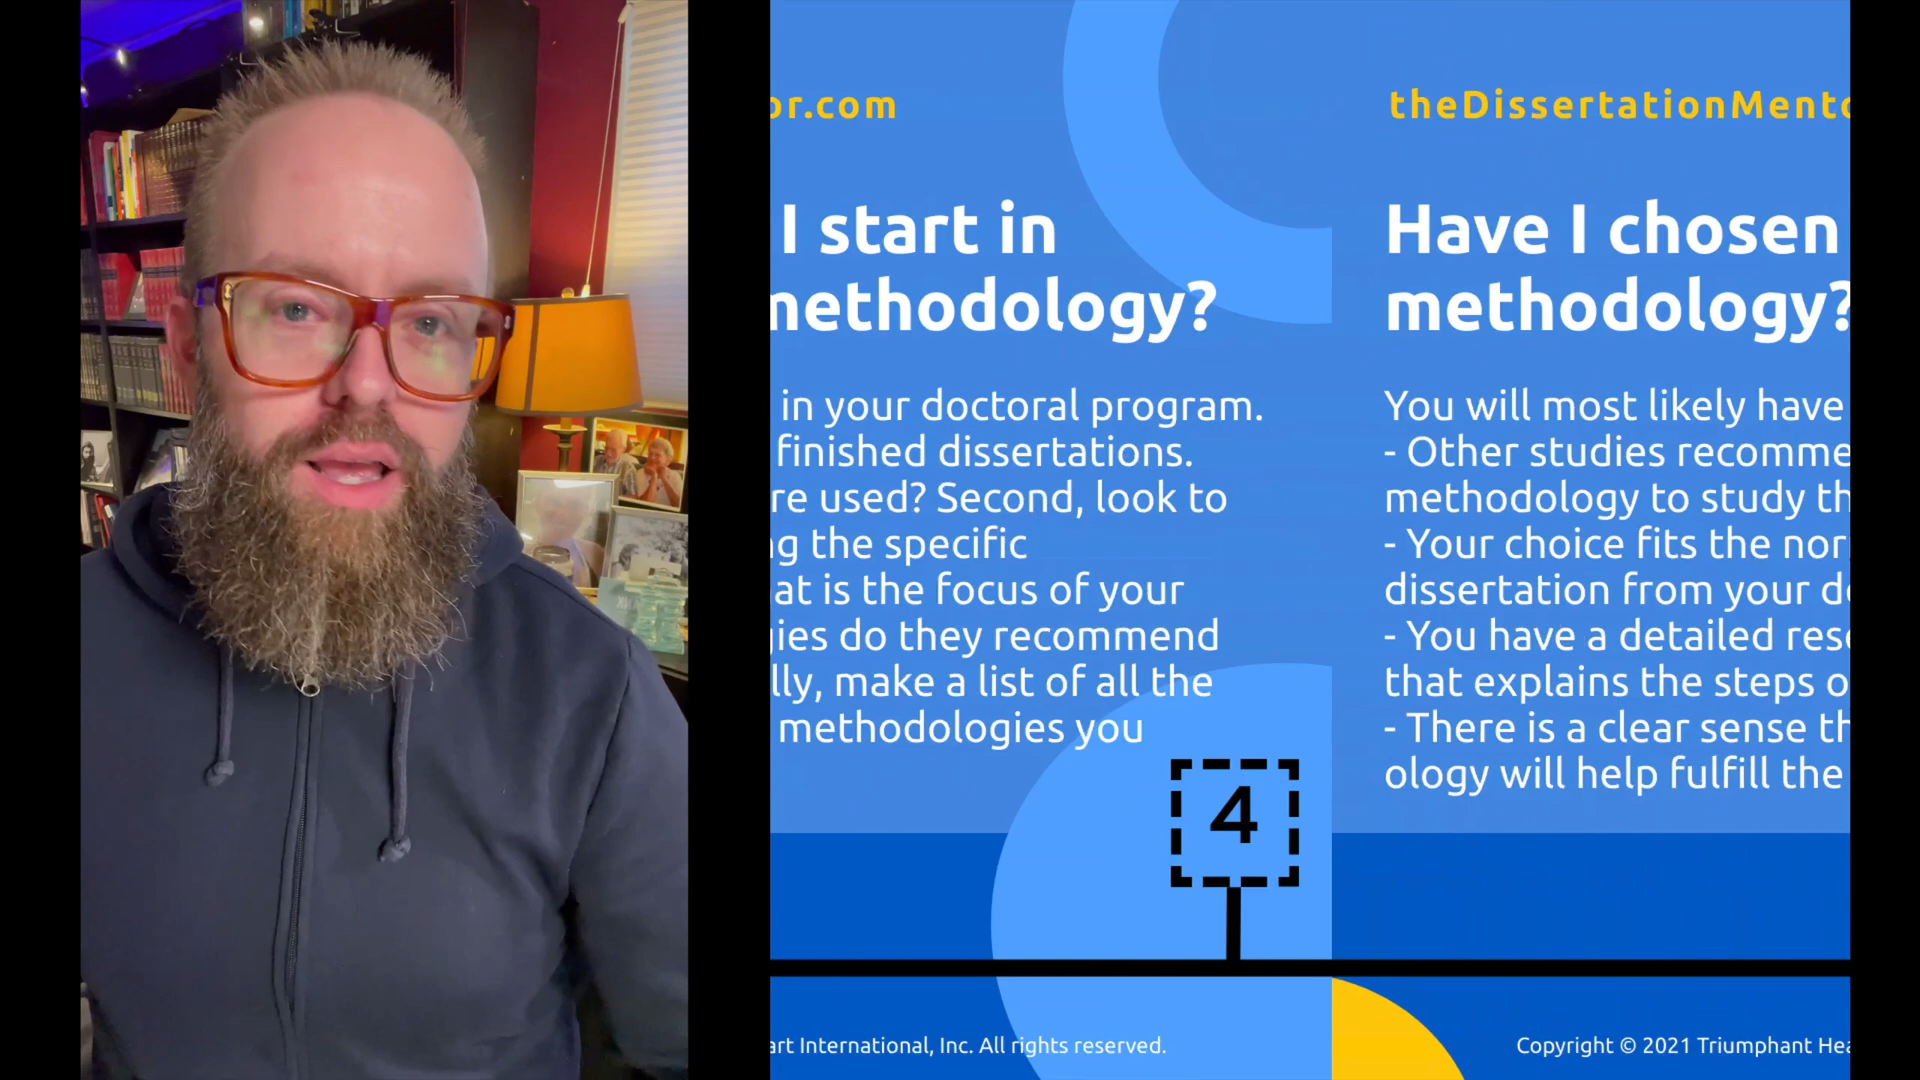 or.com
I start in
methodology?
in your doctoral program.
finished dissertations.
re used? Second, look to
the specific
at is the focus of your
gies do they recommend
lly, make a list of all the
methodologies you
4
art International, Inc. All rights reserved.
theDissertationMento
Have I chosen
methodology?
You will most likely have
- Other studies recomme
methodology to study th
- Your choice fits the nor
dissertation from your d
- You have a detailed res
that explains the steps o
- There is a clear sense th
ology will help fulfill the
Copyright © 2021 Triumphant Hea